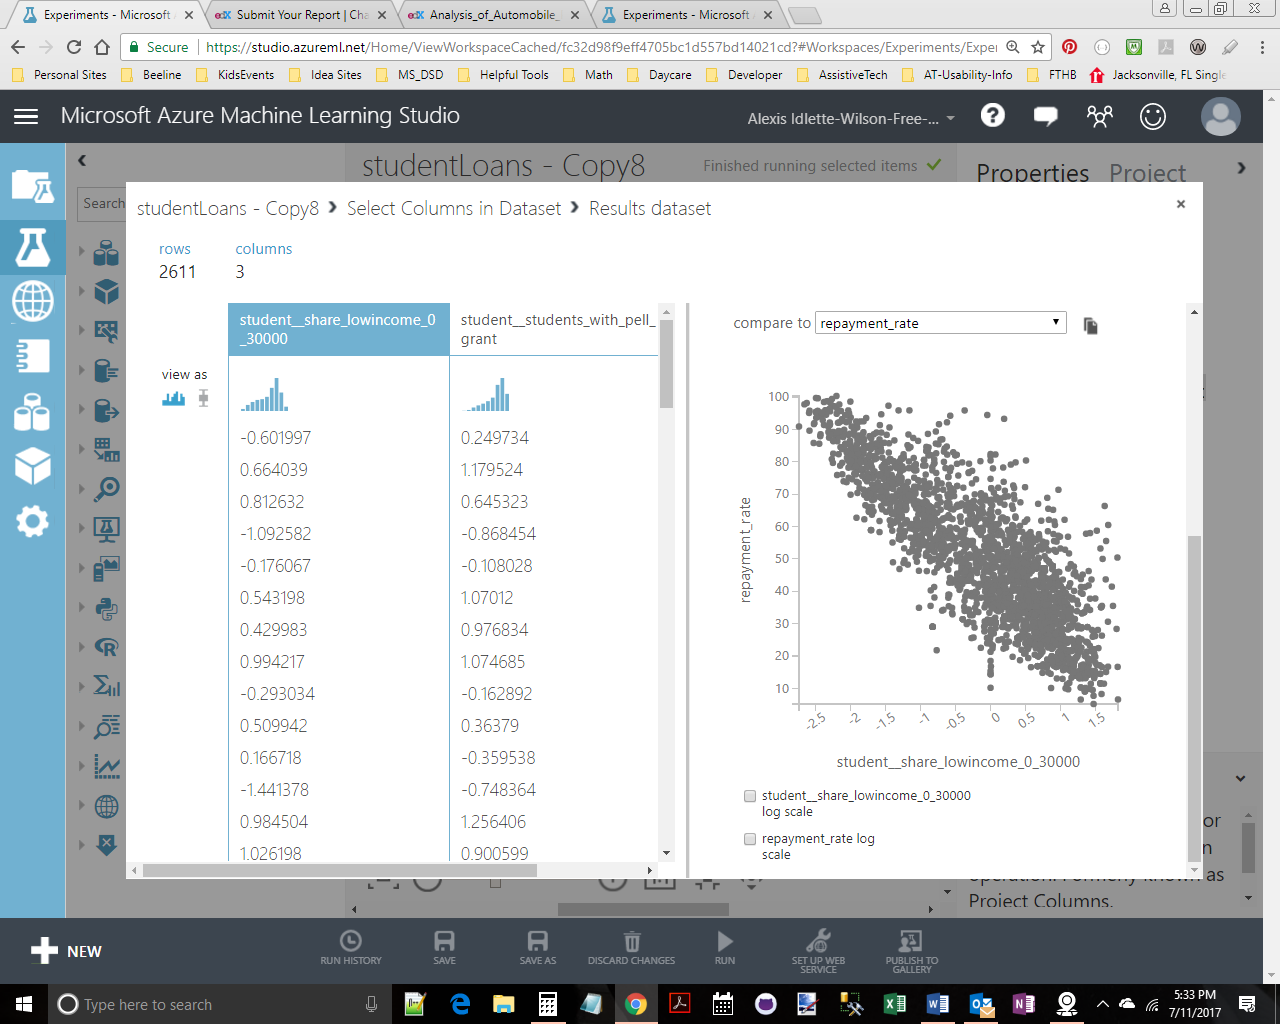 Experiments - Microsoft
Submit Your Report | Cha
Analysis_of_Automobile_
Experiments - Microsoft
Secure
https://studio.azureml.net/Home/ViewWorkspaceCached/fc32d98f9eff4705bc1d557bd14021cd?#Workspaces/Experiments/Exper
Personal Sites
Beeline
KidsEvents
Idea Sites
MS_DSD
Helpful Tools
Math
Daycare
Developer
AssistiveTech
AT-Usability-Info
FTHB
Jacksonville, FL Single
Microsoft Azure Machine Learning Studio
Alexis Idlette-Wilson-Free-...
studentLoans - Copy8
Finished running selected items
Properties
Project
Search
studentLoans - Copy8 > Select Columns in Dataset > Results dataset
rows
columns
2611
3
student__share_lowincome_0
_30000
student__students_with_pell_
grant
view as
-0.601997
0.249734
0.664039
1.179524
0.812632
0.645323
-1.092582
-0.868454
-0.176067
-0.108028
0.543198
1.07012
0.429983
0.976834
0.994217
1.074685
-0.293034
-0.162892
0.509942
0.36379
0.166718
-0.359538
-1.441378
-0.748364
0.984504
1.256406
1.026198
0.900599
compare to
repayment_rate
100
90
80
70
60
50
40
30
20
10
repayment_rate
-2.5
-2
-1.5
-1
-0.5
0
0.5
1
1.5
student__share_lowincome_0_30000
student__share_lowincome_0_30000
log scale
repayment_rate log
scale
or
n
operation. Formerly known as
Project Columns.
NEW
RUN HISTORY
SAVE
SAVE AS
DISCARD CHANGES
RUN
SET UP WEB
SERVICE
PUBLISH TO
GALLERY
Type here to search
5:33 PM
7/11/2017